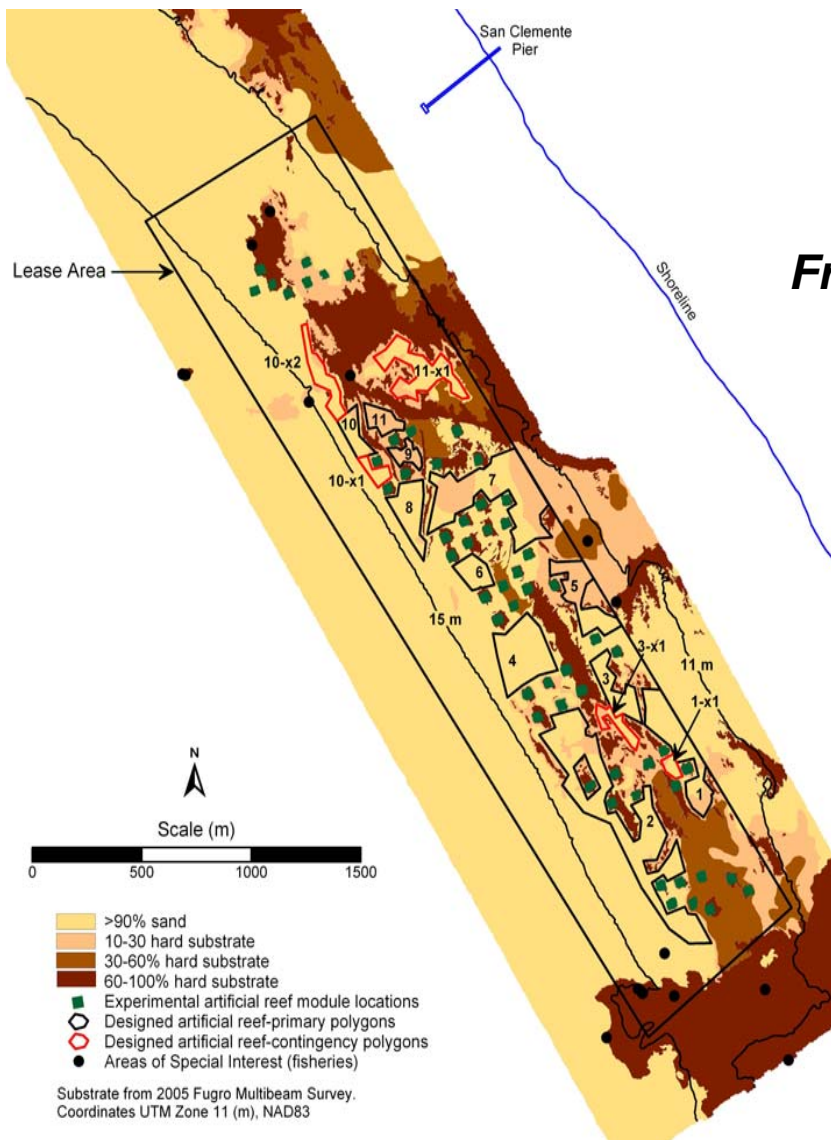 San Clemente
Pier
Lease Area
Fr
Shoreline
10-x2
11-x1
10
11
9
10-x1
7
8
6
5
15 m
4
3-x1
3
11 m
1-x1
1
2
N
Scale (m)
0 500 1000 1500
>90% sand
10-30 hard substrate
30-60% hard substrate
60-100% hard substrate
Experimental artificial reef module locations
Designed artificial reef-primary polygons
Designed artificial reef-contingency polygons
Areas of Special Interest (fisheries)
Substrate from 2005 Fugro Multibeam Survey.
Coordinates UTM Zone 11 (m), NAD83